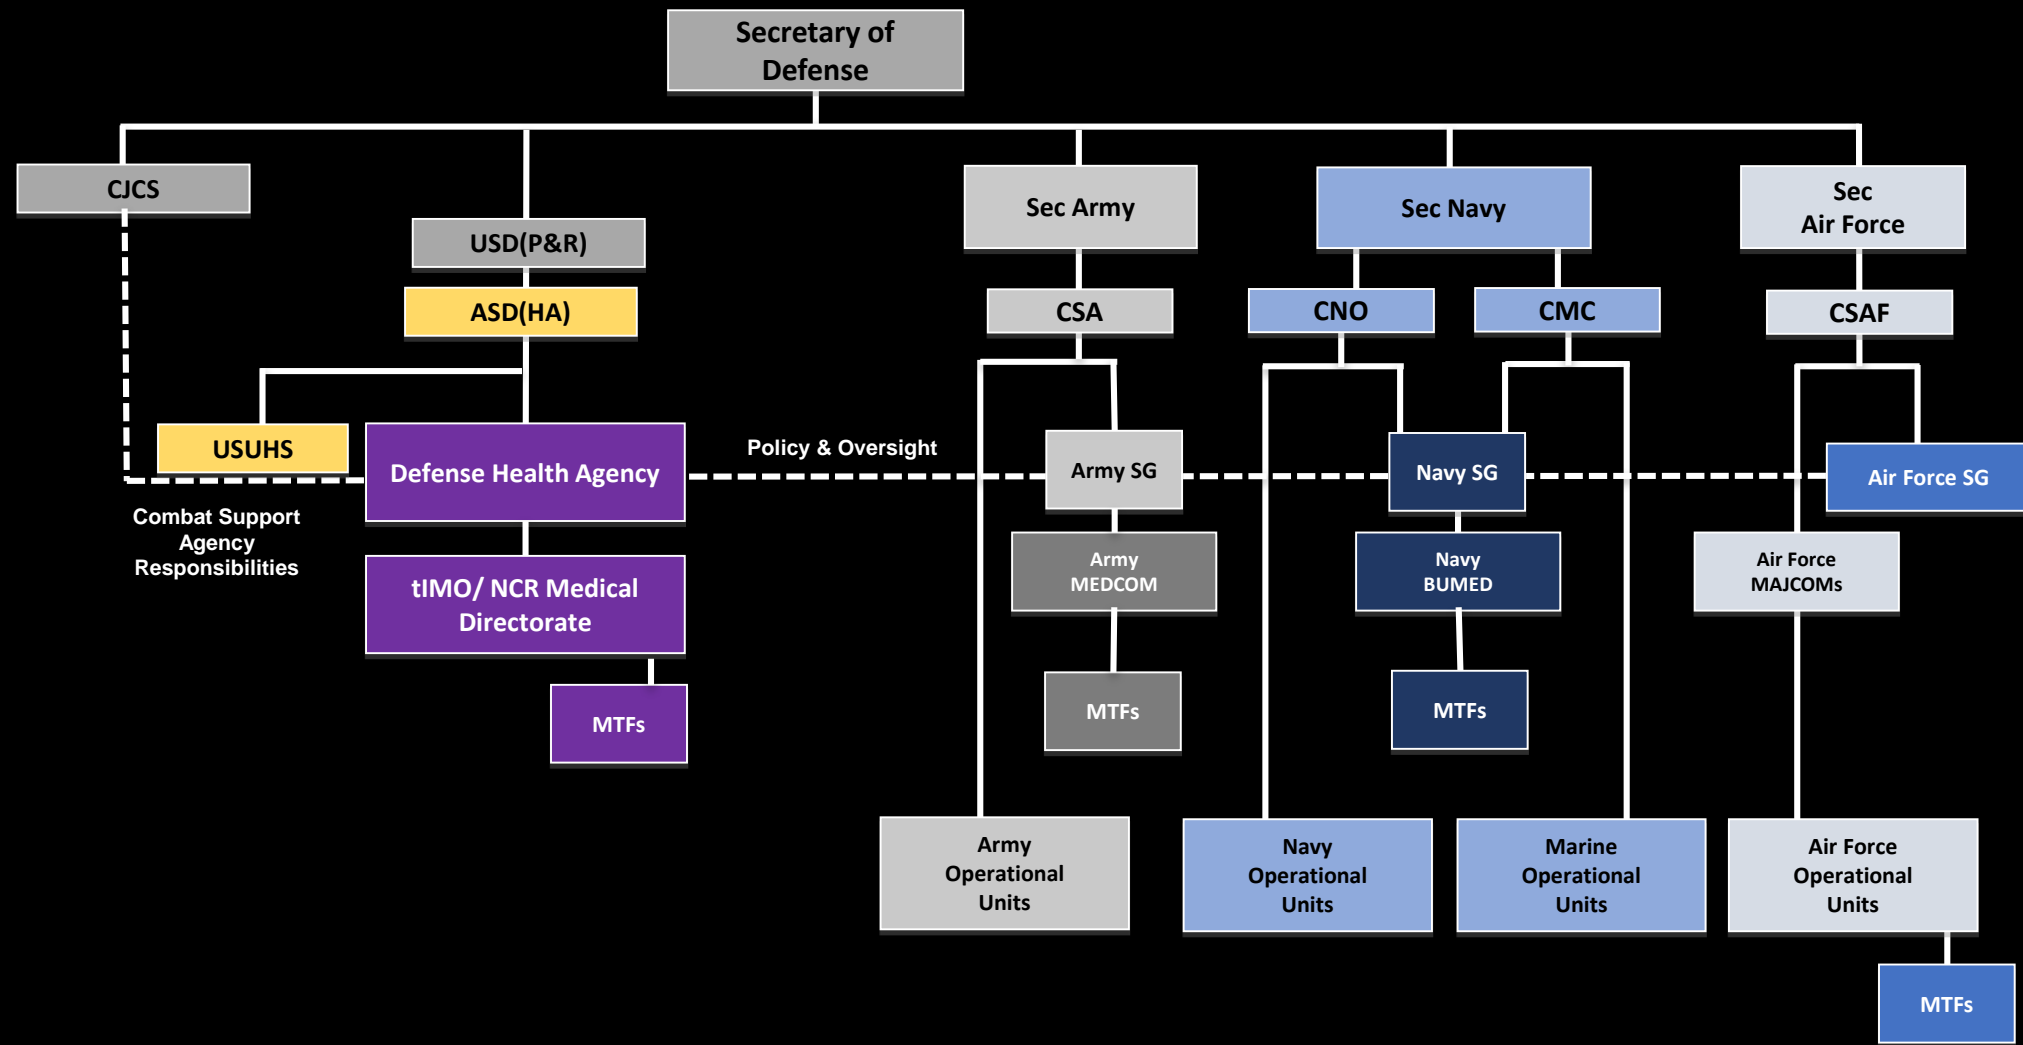 Secretary of
Defense
CJCS
USD(P&R)
ASD(HA)
USUHS
Defense Health Agency
Combat Support
Agency
Responsibilities
tIMO/ NCR Medical
Directorate
MTFs
Policy & Oversight
Sec Army
CSA
Army SG
Army
MEDCOM
MTFs
Army
Operational
Units
Sec Navy
CNO
CMC
Navy SG
Navy
BUMED
MTFs
Navy
Operational
Units
Marine
Operational
Units
Sec
Air Force
CSAF
Air Force SG
Air Force
MAJCOMs
Air Force
Operational
Units
MTFs